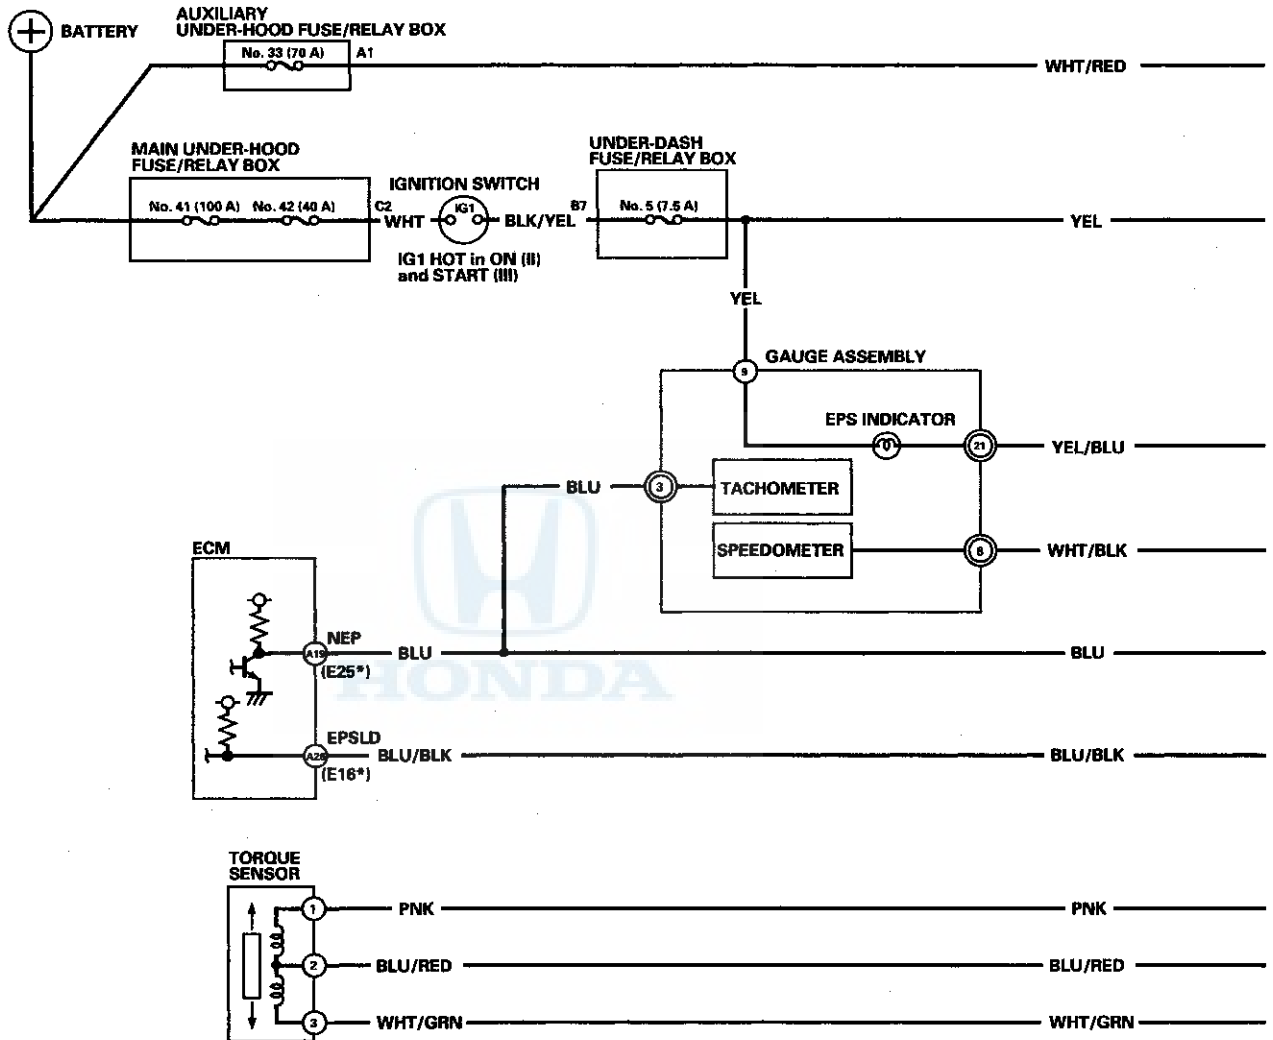 AUXILIARY
UNDER-HOOD FUSE/RELAY BOX
BATTERY
No. 33 (70 A)
A1
WHT/RED
MAIN UNDER-HOOD
FUSE/RELAY BOX
UNDER-DASH
FUSE/RELAY BOX
IGNITION SWITCH
No. 41 (100 A) No. 42 (40 A)
C2
WHT
IG1
BLK/YEL
B7
No. 5 (7.5 A)
YEL
IG1 HOT in ON (II)
and START (III)
YEL
9
GAUGE ASSEMBLY
EPS INDICATOR
21
YEL/BLU
BLU
3
TACHOMETER
SPEEDOMETER
WHT/BLK
ECM
NEP
A19
BLU
BLU
(E25*)
HONDA
EPSLD
BLU/BLK
BLU/BLK
(E16*)
TORQUE
SENSOR
1
PNK
PNK
2
BLU/RED
BLU/RED
3
WHT/GRN
WHT/GRN